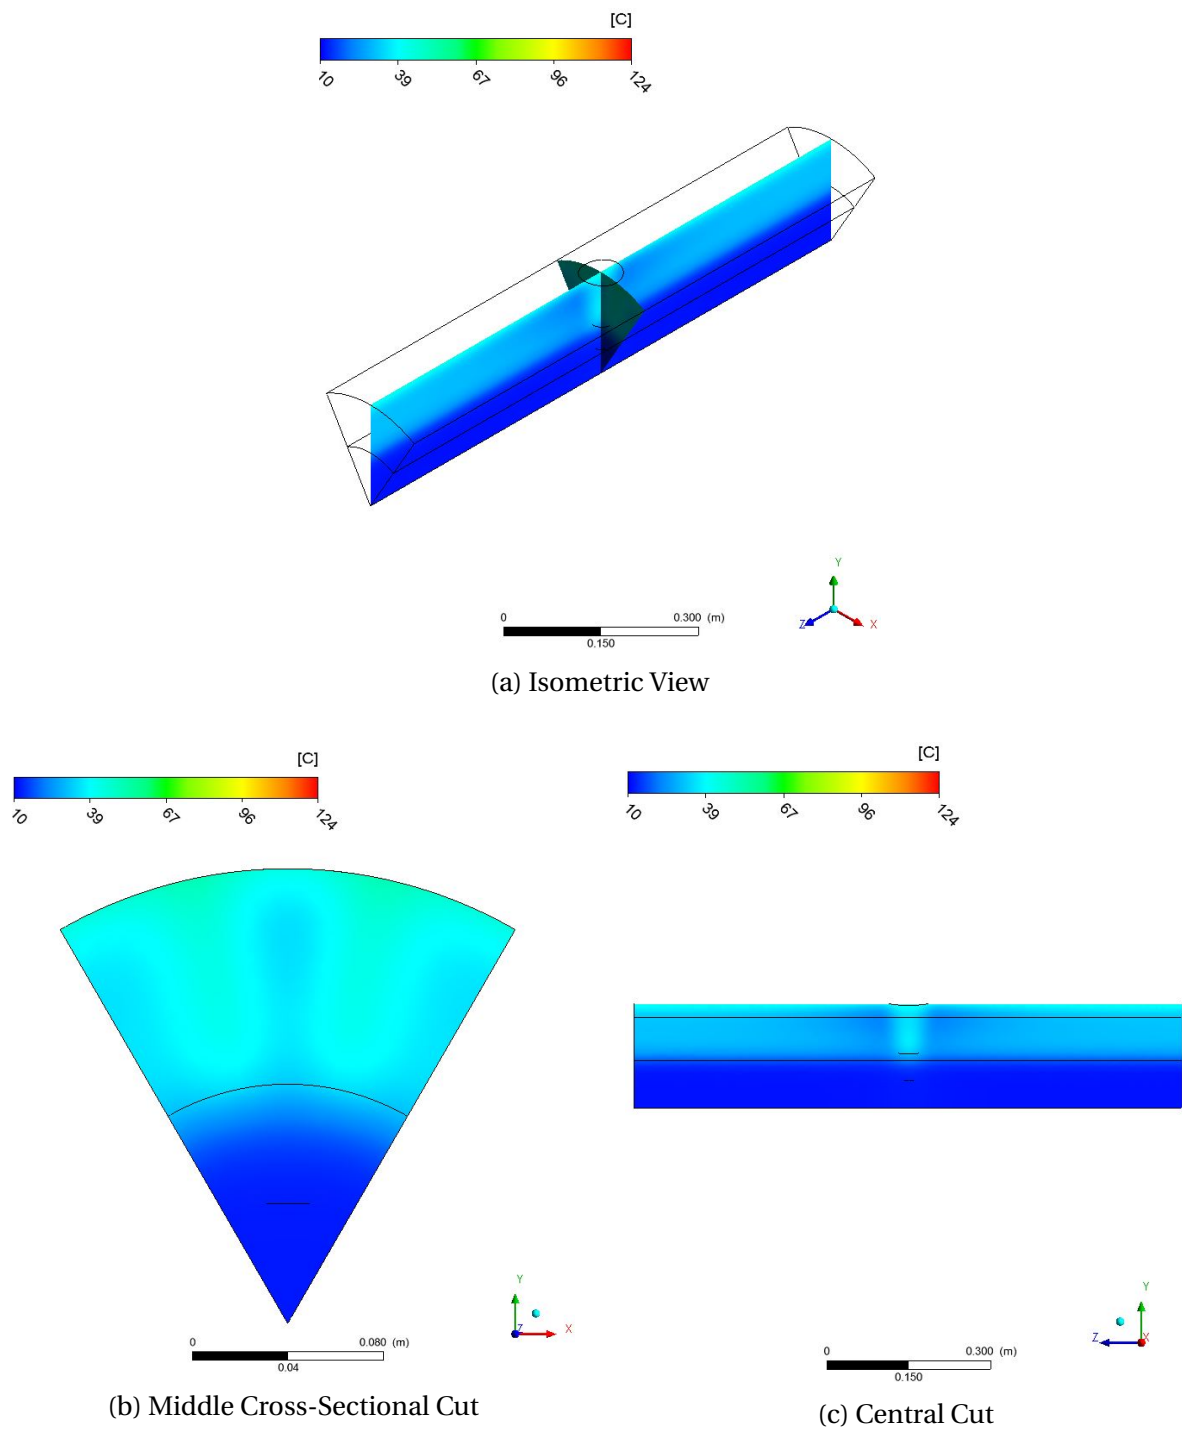 [C]
10 39 67 96 124
Y
Z X
0 0.300 (m)
0.150
(a) Isometric View
[C]
10 39 67 96 124
[C]
10 39 67 96 124
Y
Z X
0 0.080 (m)
0.04
(b) Middle Cross-Sectional Cut
Y
Z X
0 0.300 (m)
0.150
(c) Central Cut